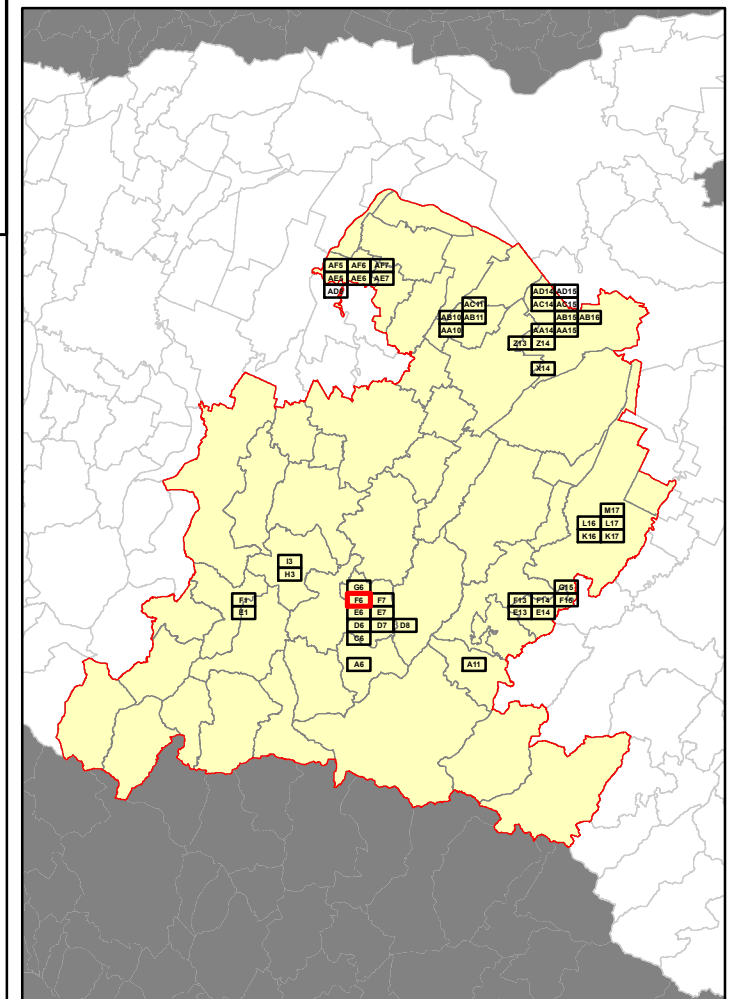 AF5 AF6 AF7
AE5 AE6 AE7
AD5
AD14 AD15
AC11 AC14 AC15
AB10 AB11 AB15 AB16
AA10 AA14 AA15
Z13 Z14
X14
M17
L16 L17
K16 K17
I3
H3
G6 G15
F1 F6 F7 F13 F14 F15
E1 E6 E7 E13 E14
D6 D7 D8
C6
A6 A11